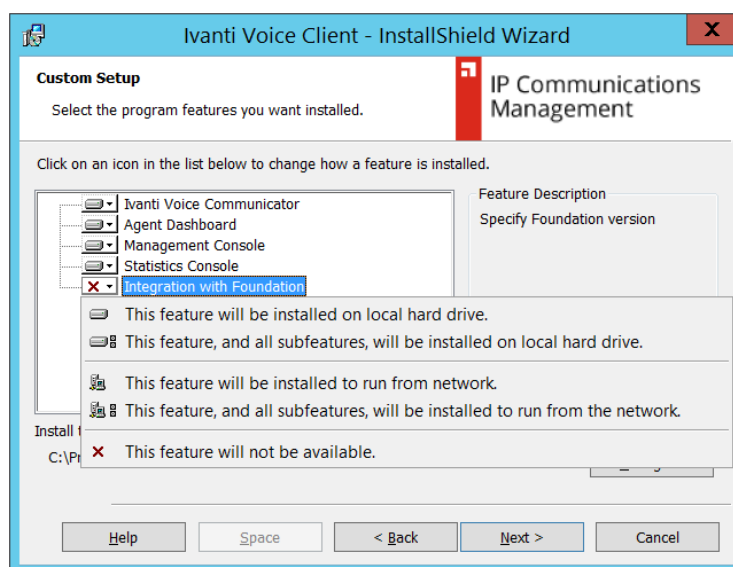 Ivanti Voice Client - InstallShield Wizard
X
Custom Setup
Select the program features you want installed.
IP Communications
Management
Click on an icon in the list below to change how a feature is installed.
Ivanti Voice Communicator
Agent Dashboard
Management Console
Statistics Console
Integration with Foundation
Feature Description
Specify Foundation version
This feature will be installed on local hard drive.
This feature, and all subfeatures, will be installed on local hard drive.
This feature will be installed to run from network.
This feature, and all subfeatures, will be installed to run from the network.
This feature will not be available.
Install
Help
Space
< Back
Next >
Cancel